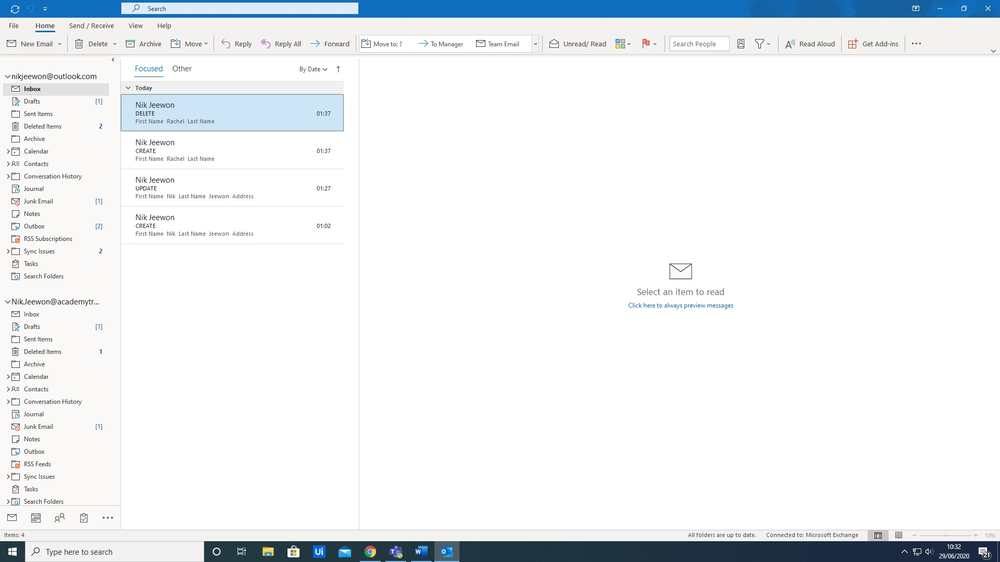 Search
File Home Send / Receive View Help
New Email Delete Archive Move Reply Reply All Forward Move to: ? To Manager Team Email Unread/ Read Search People Read Aloud Get Add-ins
nikjeewon@outlook.com
Inbox
Drafts [1]
Sent Items
Deleted Items 2
Archive
Calendar
Contacts
Conversation History
Journal
Junk Email [1]
Notes
Outbox [2]
RSS Subscriptions
Sync Issues 2
Tasks
Search Folders
Nik.Jeewon@academytr...
Inbox
Drafts [1]
Sent Items
Deleted Items 1
Archive
Calendar
Contacts
Conversation History
Journal
Junk Email [1]
Notes
Outbox
RSS Feeds
Sync Issues
Tasks
Search Folders
Focused Other By Date
Today
Nik Jeewon
DELETE 01:37
First Name Rachel Last Name
Nik Jeewon
CREATE 01:37
First Name Rachel Last Name
Nik Jeewon
UPDATE 01:27
First Name Nik Last Name Jeewon Address
Nik Jeewon
CREATE 01:02
First Name Nik Last Name Jeewon Address
Select an item to read
Click here to always preview messages
Items: 4 All folders are up to date. Connected to: Microsoft Exchange 10%
Type here to search
Ui
10:32
29/06/2020
21